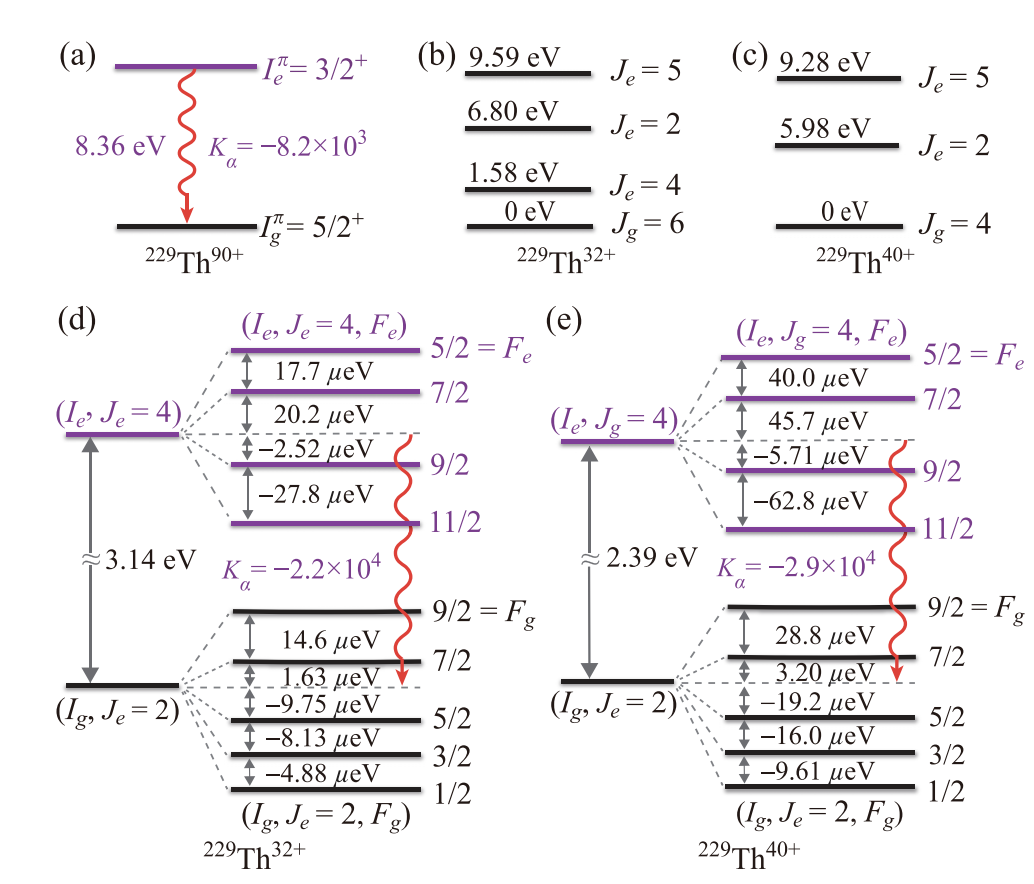 (a)
I_e^π = 3/2⁺
8.36 eV
K_α = −8.2×10³
I_g^π = 5/2⁺
²²⁹Th⁹⁰⁺
(b)
9.59 eV J_e = 5
6.80 eV J_e = 2
1.58 eV J_e = 4
0 eV J_g = 6
²²⁹Th³²⁺
(c)
9.28 eV J_e = 5
5.98 eV J_e = 2
0 eV J_g = 4
²²⁹Th⁴⁰⁺
(d)
(I_e, J_e = 4, F_e)
5/2 = F_e
17.7 μeV
7/2
(I_e, J_e = 4)
20.2 μeV
−2.52 μeV
9/2
−27.8 μeV
11/2
3.14 eV
K_α = −2.2×10⁴
9/2 = F_g
14.6 μeV
7/2
1.63 μeV
(I_g, J_e = 2)
−9.75 μeV
5/2
−8.13 μeV
3/2
−4.88 μeV
1/2
(I_g, J_e = 2, F_g)
²²⁹Th³²⁺
(e)
(I_e, J_g = 4, F_e)
5/2 = F_e
40.0 μeV
7/2
(I_e, J_g = 4)
45.7 μeV
−5.71 μeV
9/2
−62.8 μeV
11/2
2.39 eV
K_α = −2.9×10⁴
9/2 = F_g
28.8 μeV
7/2
3.20 μeV
(I_g, J_e = 2)
−19.2 μeV
5/2
−16.0 μeV
3/2
−9.61 μeV
1/2
(I_g, J_e = 2, F_g)
²²⁹Th⁴⁰⁺